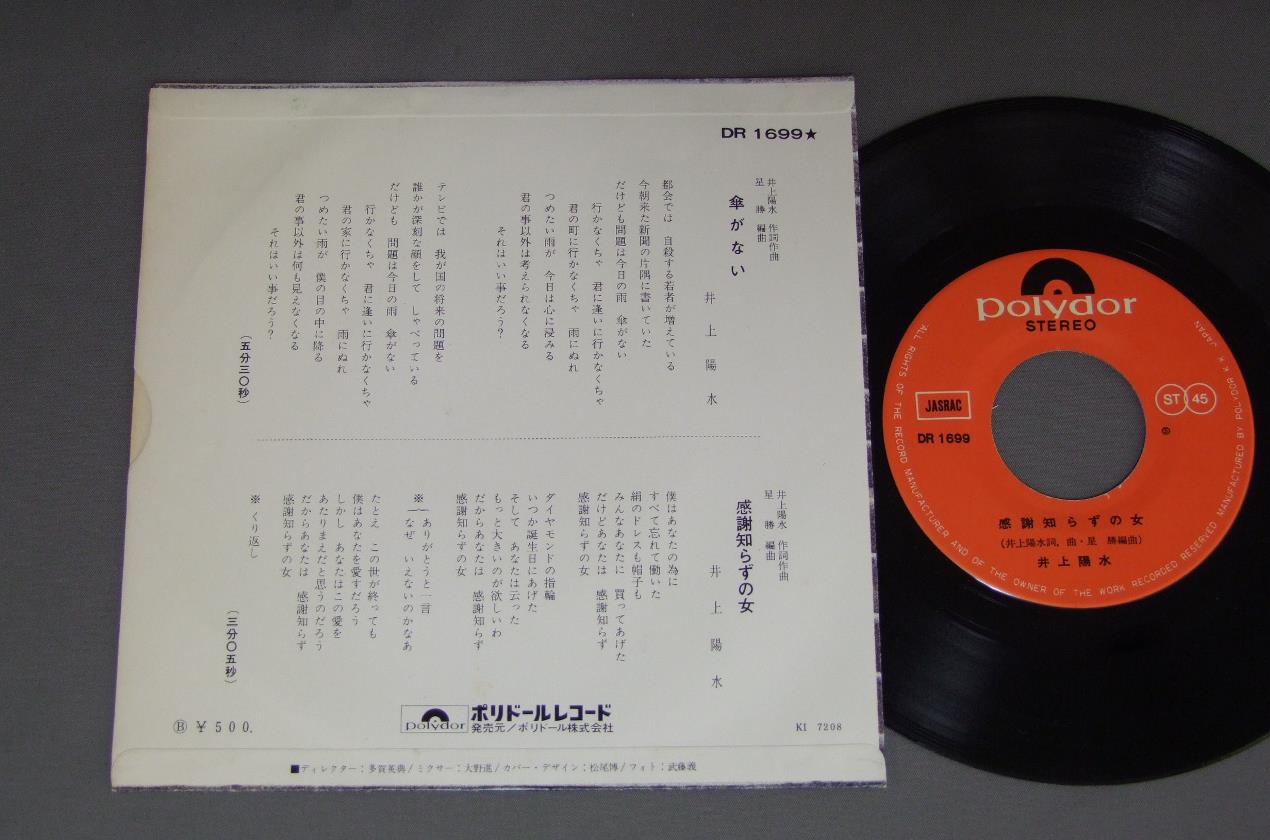 DR 1699★
井上陽水 作詞作曲
星 勝 編曲
傘がない
井上陽水
都会では 自殺する若者が増えている
今朝来た新聞の片隅に書いていた
だけども問題は今日の雨 傘がない
行かなくちゃ 君に逢いに行かなくちゃ
君の町に行かなくちゃ 雨にぬれ
つめたい雨が 今日は心に浸みる
君の事以外は考えられなくなる
それはいい事だろう?
テレビでは 我が国の将来の問題を
誰かが深刻な顔をして しゃべっている
だけども 問題は今日の雨 傘がない
行かなくちゃ 君に逢いに行かなくちゃ
君の家に行かなくちゃ 雨にぬれ
つめたい雨が 僕の目の中に降る
君の事以外は何も見えなくなる
それはいい事だろう?
(五分三〇秒)
井上陽水 作詞作曲
星 勝 編曲
感謝知らずの女
井上陽水
僕はあなたの為に
すべて忘れて働いた
絹のドレスも帽子も
みんなあなたに 買ってあげた
だけどあなたは 感謝知らず
感謝知らずの女
ダイヤモンドの指輪
いつか誕生日にあげた
そして あなたは云った
もっと大きいのが欲しいわ
だからあなたは 感謝知らず
感謝知らずの女
※ ありがとうと一言
なぜ いえないのかなあ
たとえ この世が終っても
僕はあなたを愛すだろう
しかし あなたはこの愛を
あたりまえだと思うのだろう
だからあなたは 感謝知らず
感謝知らずの女
※ くり返し
(三分〇五秒)
Ⓑ ¥500.
polydor
ポリドールレコード
発売元/ポリドール株式会社
KI 7208
■ディレクター:多賀英典/ミクサー:大野進/カバー・デザイン:松尾博/フォト:武藤義
polydor
STEREO
JASRAC
DR 1699
ST 45
Ⓟ
感謝知らずの女
(井上陽水詞,曲・星 勝編曲)
井上陽水
ALL RIGHTS OF THE RECORD MANUFACTURER AND OF THE OWNER OF THE WORK RECORDED RESERVED MANUFACTURED BY POLYDOR K.K. JAPAN